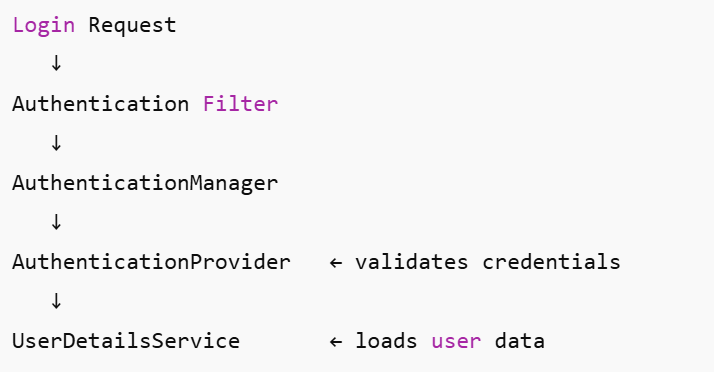 Login Request
↓
Authentication Filter
↓
AuthenticationManager
↓
AuthenticationProvider ← validates credentials
↓
UserDetailsService ← loads user data